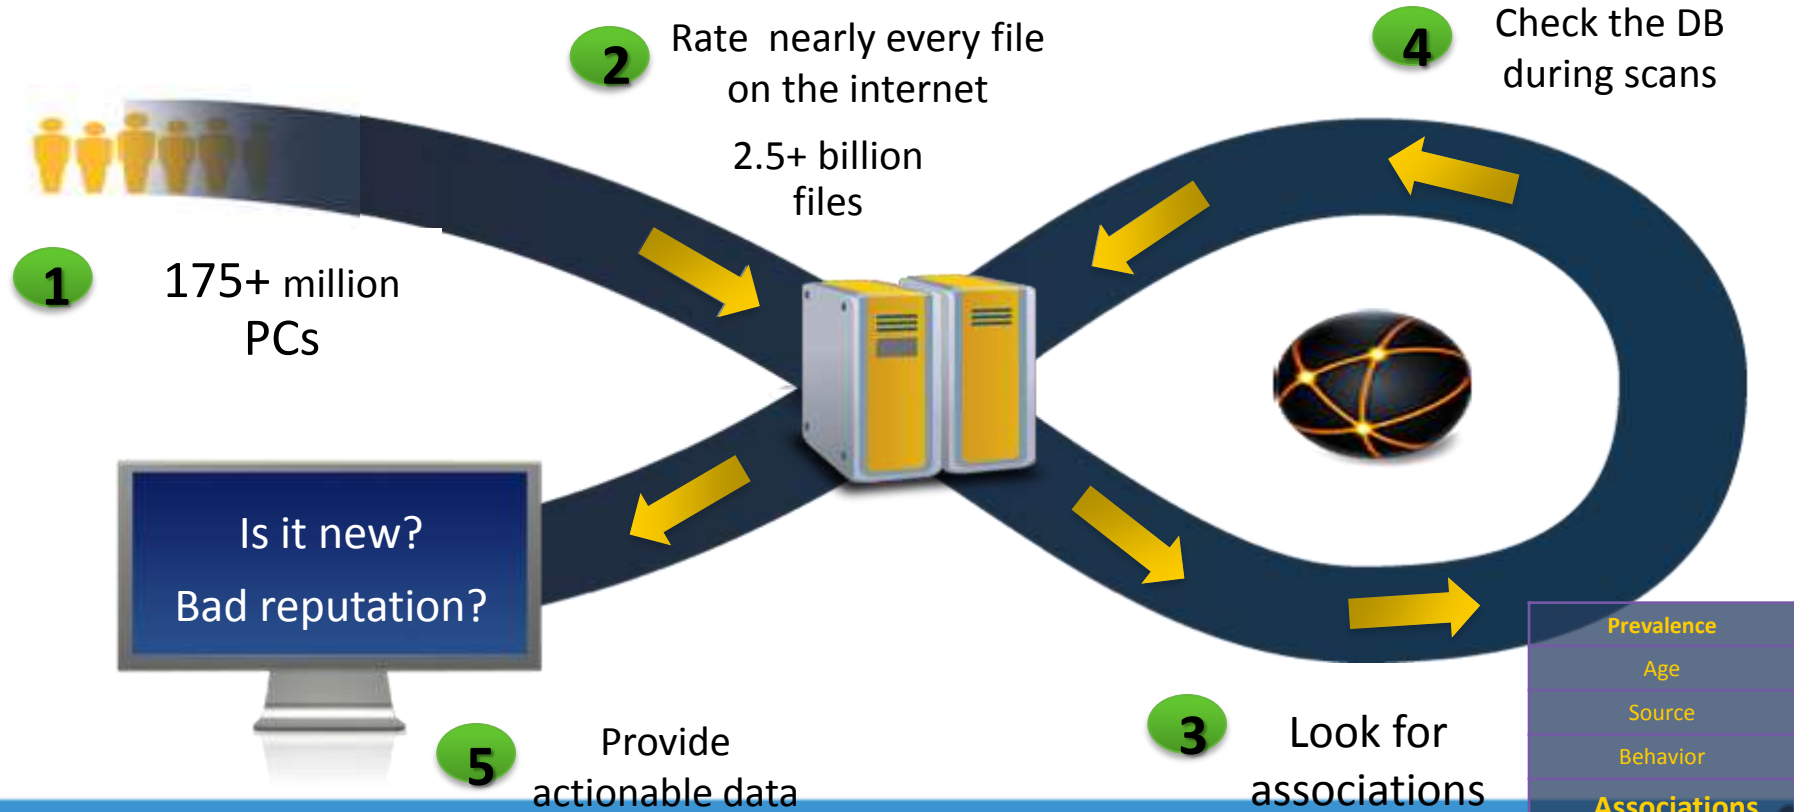 1
175+ million
PCs
2
Rate nearly every file
on the internet
2.5+ billion
files
3
Look for
associations
Prevalence
Age
Source
Behavior
Associations
4
Check the DB
during scans
5
Provide
actionable data
Is it new?
Bad reputation?